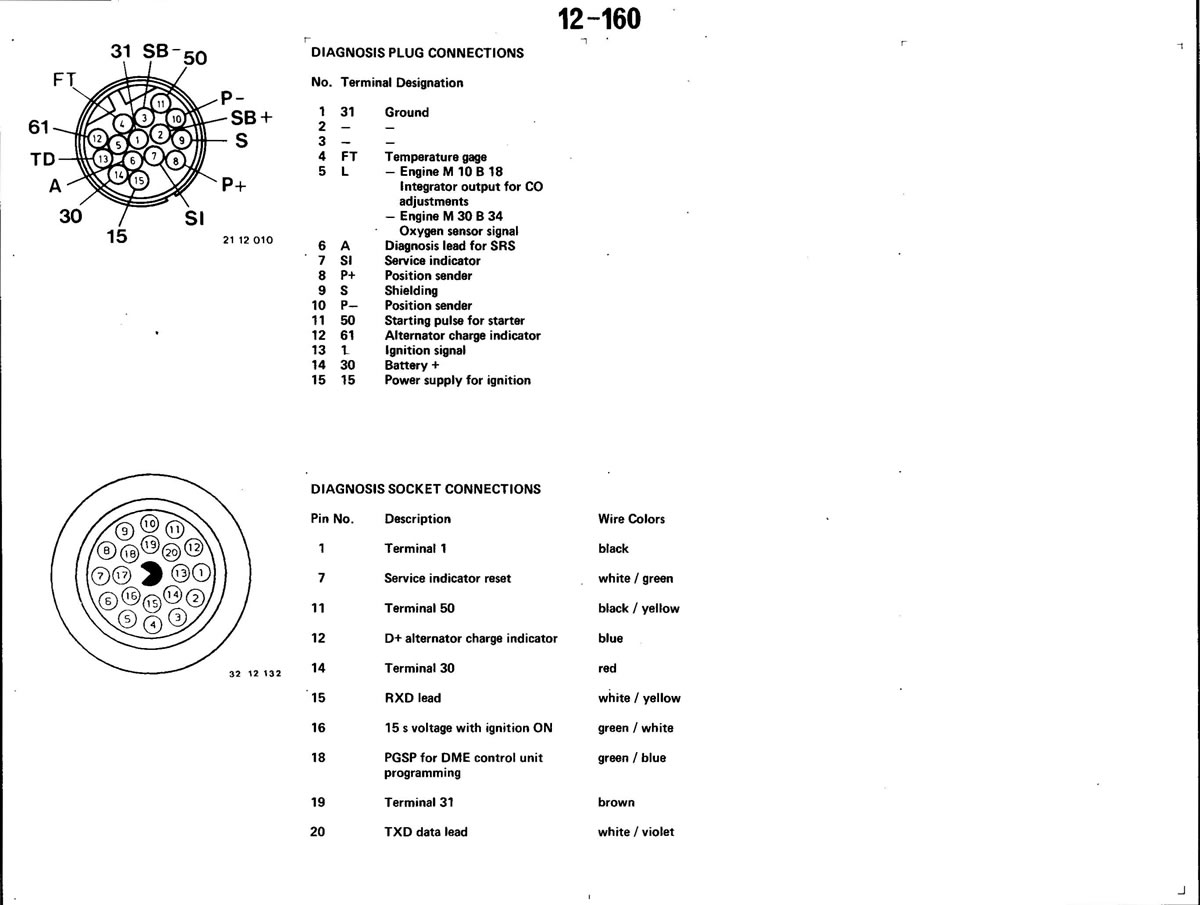 12-160
31 SB- 50
FT
P-
SB+
61
S
TD
A
P+
30
SI
15
11
3
10
4
2
12
1
9
5
13
7
6
8
14
15
21 12 010
DIAGNOSIS PLUG CONNECTIONS
No. Terminal Designation
1 31 Ground
2 — —
3 — —
4 FT Temperature gage
5 L — Engine M 10 B 18
Integrator output for CO
adjustments
— Engine M 30 B 34
Oxygen sensor signal
6 A Diagnosis lead for SRS
7 SI Service indicator
8 P+ Position sender
9 S Shielding
10 P— Position sender
11 50 Starting pulse for starter
12 61 Alternator charge indicator
13 1 Ignition signal
14 30 Battery +
15 15 Power supply for ignition
10
9 11
8 18 19 20 12
7 17 13 1
6 16 15 14 2
5 4 3
32 12 132
DIAGNOSIS SOCKET CONNECTIONS
Pin No. Description Wire Colors
1 Terminal 1 black
7 Service indicator reset white / green
11 Terminal 50 black / yellow
12 D+ alternator charge indicator blue
14 Terminal 30 red
15 RXD lead white / yellow
16 15 s voltage with ignition ON green / white
18 PGSP for DME control unit green / blue
programming
19 Terminal 31 brown
20 TXD data lead white / violet